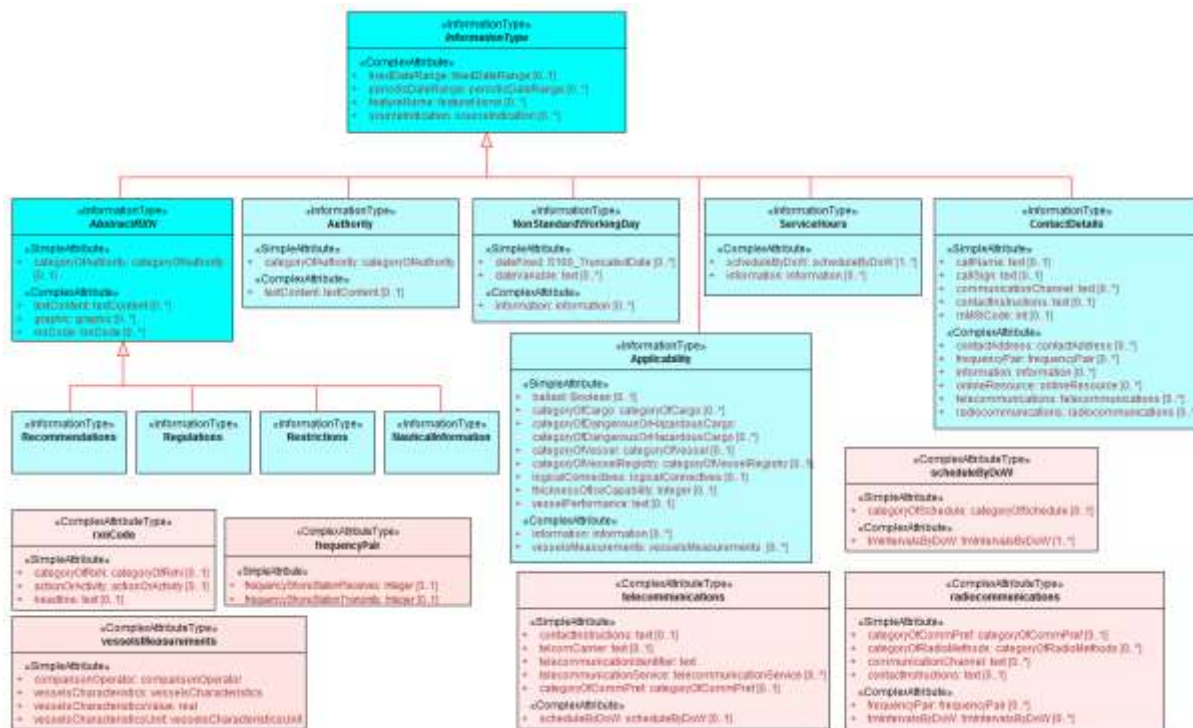 «InformationType»
InformationType
«ComplexAttribute»
+ fixedDateRange: fixedDateRange [0..1]
+ periodicDateRange: periodicDateRange [0..*]
+ featureName: featureName [0..*]
+ sourceIndication: sourceIndication [0..*]
«InformationType»
AbstractRXN
«SimpleAttribute»
+ categoryOfAuthority: categoryOfAuthority
[0..1]
«ComplexAttribute»
+ textContent: textContent [0..*]
+ graphic: graphic [0..*]
+ rxnCode: rxnCode [0..*]
«InformationType»
Authority
«SimpleAttribute»
+ categoryOfAuthority: categoryOfAuthority
«ComplexAttribute»
+ textContent: textContent [0..1]
«InformationType»
NonStandardWorkingDay
«SimpleAttribute»
+ dateFixed: S100_TruncatedDate [0..*]
+ dateVariable: text [0..*]
«ComplexAttribute»
+ information: information [0..*]
«InformationType»
ServiceHours
«ComplexAttribute»
+ scheduleByDoW: scheduleByDoW [1..*]
+ information: information [0..*]
«InformationType»
ContactDetails
«SimpleAttribute»
+ callName: text [0..1]
+ callSign: text [0..1]
+ communicationChannel: text [0..*]
+ contactInstructions: text [0..1]
+ mMSICode: int [0..1]
«ComplexAttribute»
+ contactAddress: contactAddress [0..*]
+ frequencyPair: frequencyPair [0..*]
+ information: information [0..*]
+ onlineResource: onlineResource [0..*]
+ telecommunications: telecommunications [0..*]
+ radiocommunications: radiocommunications [0..*]
«InformationType»
Applicability
«SimpleAttribute»
+ ballast: Boolean [0..1]
+ categoryOfCargo: categoryOfCargo [0..*]
+ categoryOfDangerousOrHazardousCargo:
categoryOfDangerousOrHazardousCargo [0..*]
+ categoryOfVessel: categoryOfVessel [0..1]
+ categoryOfVesselRegistry: categoryOfVesselRegistry [0..1]
+ logicalConnectives: logicalConnectives [0..1]
+ thicknessOfIceCapability: Integer [0..1]
+ vesselPerformance: text [0..1]
«ComplexAttribute»
+ information: information [0..*]
+ vesselsMeasurements: vesselsMeasurements [0..*]
«InformationType»
Recommendations
«InformationType»
Regulations
«InformationType»
Restrictions
«InformationType»
NauticalInformation
«ComplexAttributeType»
scheduleByDoW
«SimpleAttribute»
+ categoryOfSchedule: categoryOfSchedule [0..1]
«ComplexAttribute»
+ tmIntervalsByDoW: tmIntervalsByDoW [1..*]
«ComplexAttributeType»
rxnCode
«SimpleAttribute»
+ categoryOfRxN: categoryOfRxN [0..1]
+ actionOrActivity: actionOrActivity [0..1]
+ headline: text [0..1]
«ComplexAttributeType»
frequencyPair
«SimpleAttribute»
+ frequencyShoreStationReceives: Integer [0..1]
+ frequencyShoreStationTransmits: Integer [0..1]
«ComplexAttributeType»
vesselsMeasurements
«SimpleAttribute»
+ comparisonOperator: comparisonOperator
+ vesselsCharacteristics: vesselsCharacteristics
+ vesselsCharacteristicsValue: real
+ vesselsCharacteristicsUnit: vesselsCharacteristicsUnit
«ComplexAttributeType»
telecommunications
«SimpleAttribute»
+ contactInstructions: text [0..1]
+ telcomCarrier: text [0..1]
+ telecommunicationIdentifier: text
+ telecommunicationService: telecommunicationService [0..*]
+ categoryOfCommPref: categoryOfCommPref [0..1]
«ComplexAttribute»
+ scheduleByDoW: scheduleByDoW [0..1]
«ComplexAttributeType»
radiocommunications
«SimpleAttribute»
+ categoryOfCommPref: categoryOfCommPref [0..1]
+ categoryOfRadioMethods: categoryOfRadioMethods [0..*]
+ communicationChannel: text [0..*]
+ contactInstructions: text [0..1]
«ComplexAttribute»
+ frequencyPair: frequencyPair [0..*]
+ tmIntervalsByDoW: tmIntervalsByDoW [0..*]